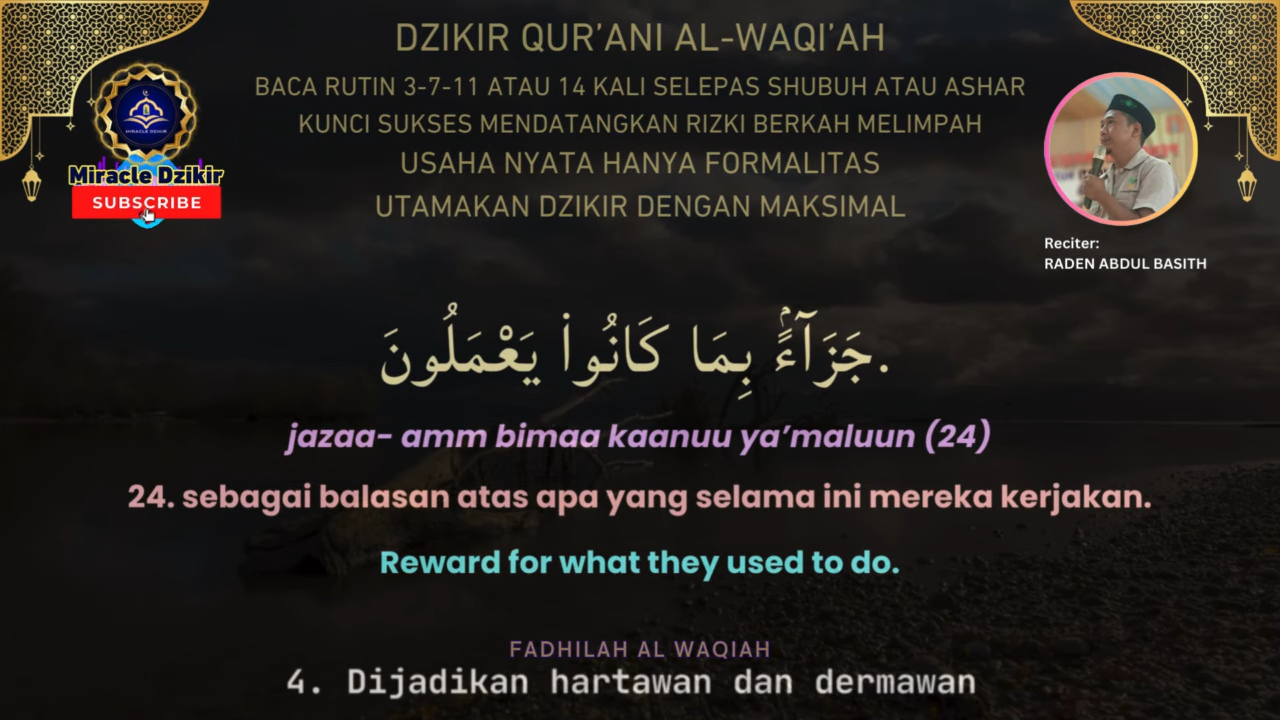 DZIKIR QUR'ANI AL-WAQI'AH
BACA RUTIN 3-7-11 ATAU 14 KALI SELEPAS SHUBUH ATAU ASHAR
KUNCI SUKSES MENDATANGKAN RIZKI BERKAH MELIMPAH
USAHA NYATA HANYA FORMALITAS
UTAMAKAN DZIKIR DENGAN MAKSIMAL
MIRACLE DZIKIR
Miracle Dzikir
SUBSCRIBE
Reciter:
RADEN ABDUL BASITH
جَزَآءًۢ بِمَا كَانُوا۟ يَعْمَلُونَ.
jazaa- amm bimaa kaanuu ya'maluun (24)
24. sebagai balasan atas apa yang selama ini mereka kerjakan.
Reward for what they used to do.
FADHILAH AL WAQIAH
4. Dijadikan hartawan dan dermawan